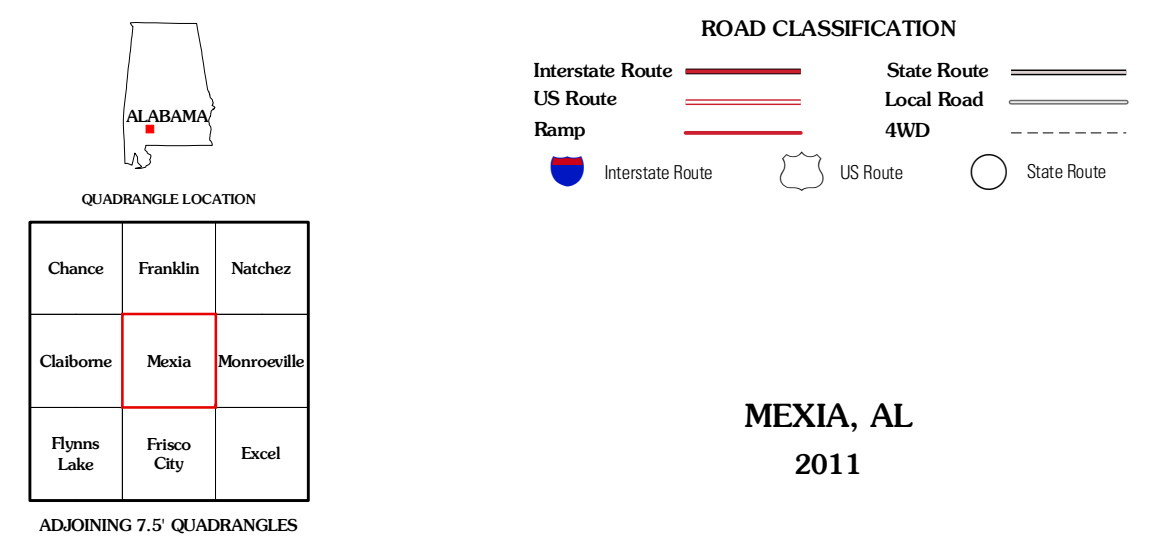 ALABAMA
QUADRANGLE LOCATION
Chance
Franklin
Natchez
Claiborne
Mexia
Monroeville
Flynns
Lake
Frisco
City
Excel
ADJOINING 7.5' QUADRANGLES
ROAD CLASSIFICATION
Interstate Route
State Route
US Route
Local Road
Ramp
4WD
Interstate Route
US Route
State Route
MEXIA, AL
2011